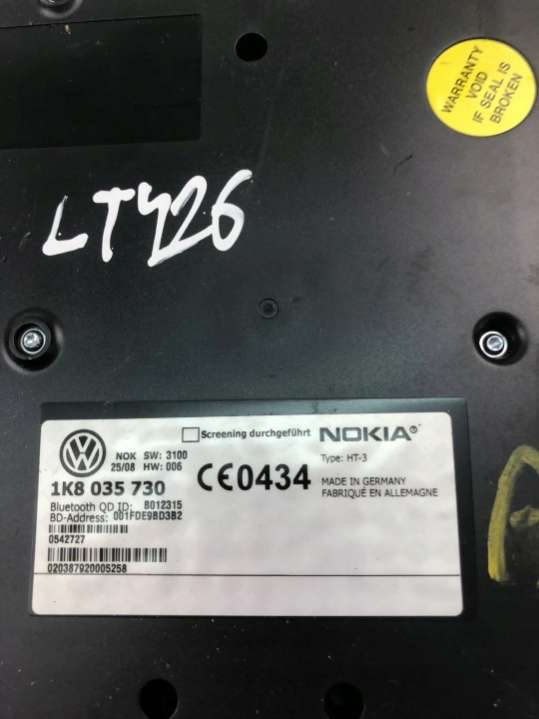 WARRANTY
VOID
IF SEAL IS
BROKEN
LT426
Screening durchgeführt
NOKIA
NOK SW: 3100
25/08 HW: 006
Type: HT-3
1K8 035 730
CE0434
MADE IN GERMANY
FABRIQUÉ EN ALLEMAGNE
Bluetooth QD ID: B012315
BD-Address: 001FDE9BD3B2
0542727
020387920005258